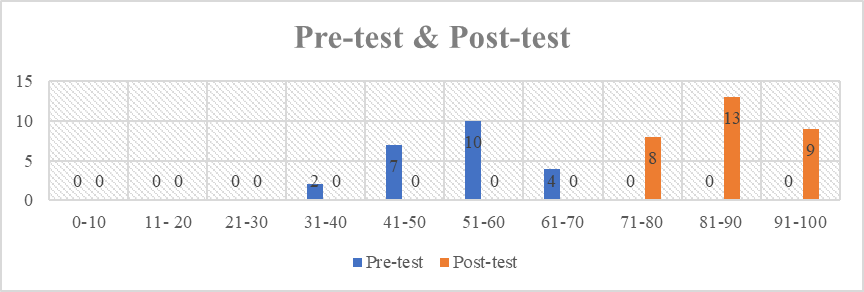 Pre-test & Post-test
15
10
5
0
0 0 0 0 0 0 2 0 7 0 10 0 4 0 0 8 0 13 0 9
0-10 11- 20 21-30 31-40 41-50 51-60 61-70 71-80 81-90 91-100
Pre-test Post-test